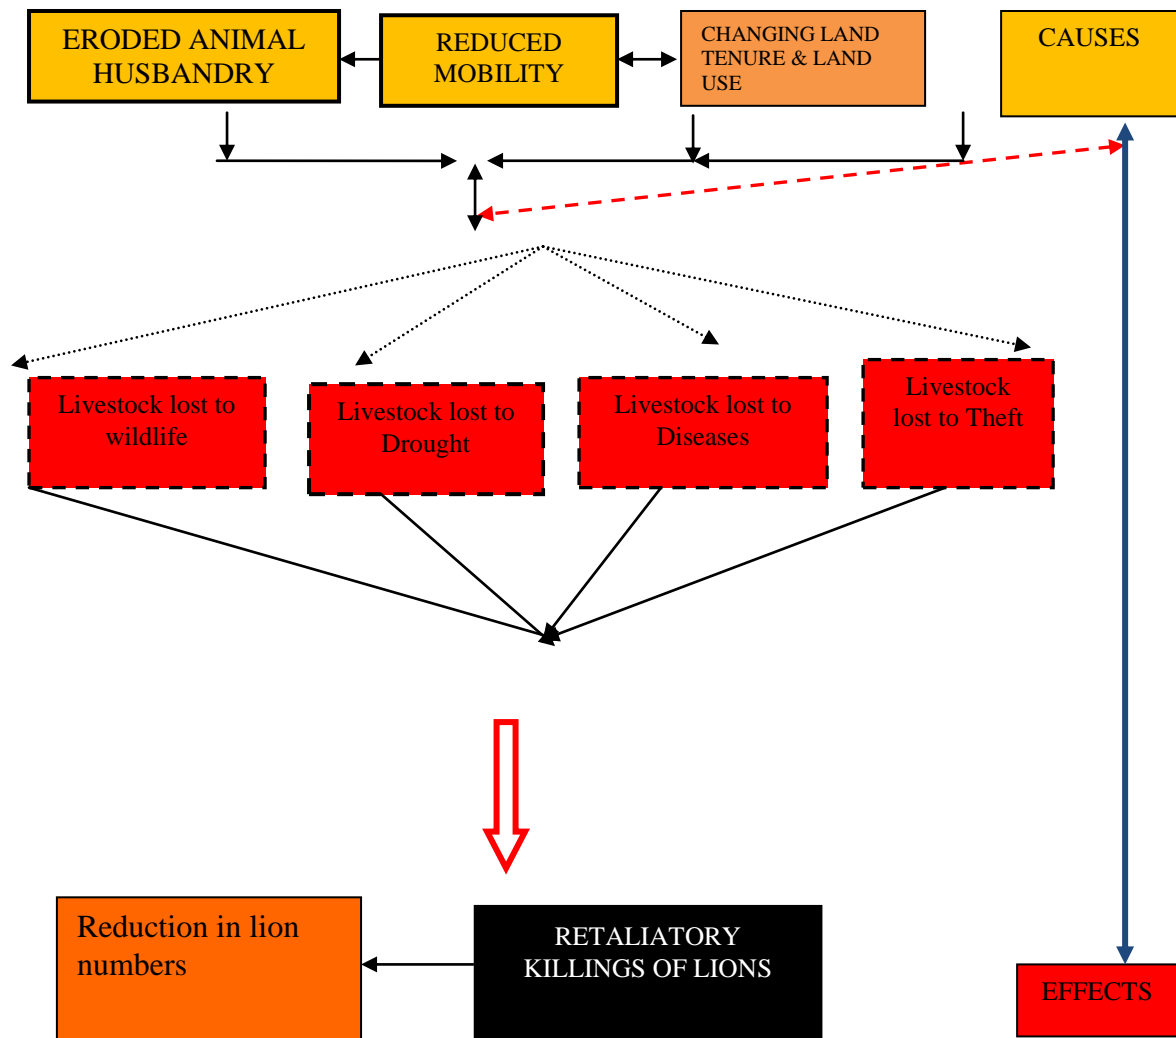 ERODED ANIMAL
HUSBANDRY
REDUCED
MOBILITY
CHANGING LAND
TENURE & LAND
USE
CAUSES
Livestock lost to
wildlife
Livestock lost to
Drought
Livestock lost to
Diseases
Livestock
lost to Theft
Reduction in lion
numbers
RETALIATORY
KILLINGS OF LIONS
EFFECTS